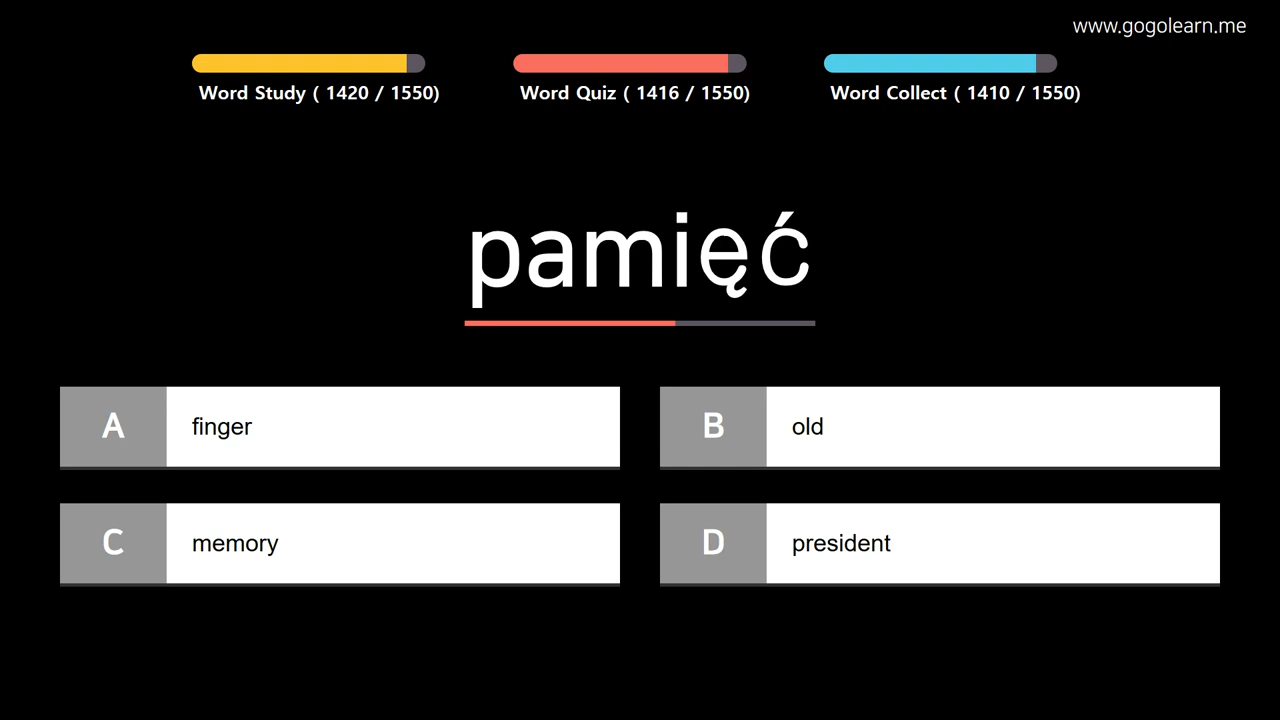 www.gogolearn.me
Word Study ( 1420 / 1550)
Word Quiz ( 1416 / 1550)
Word Collect ( 1410 / 1550)
pamięć
A finger
B old
C memory
D president